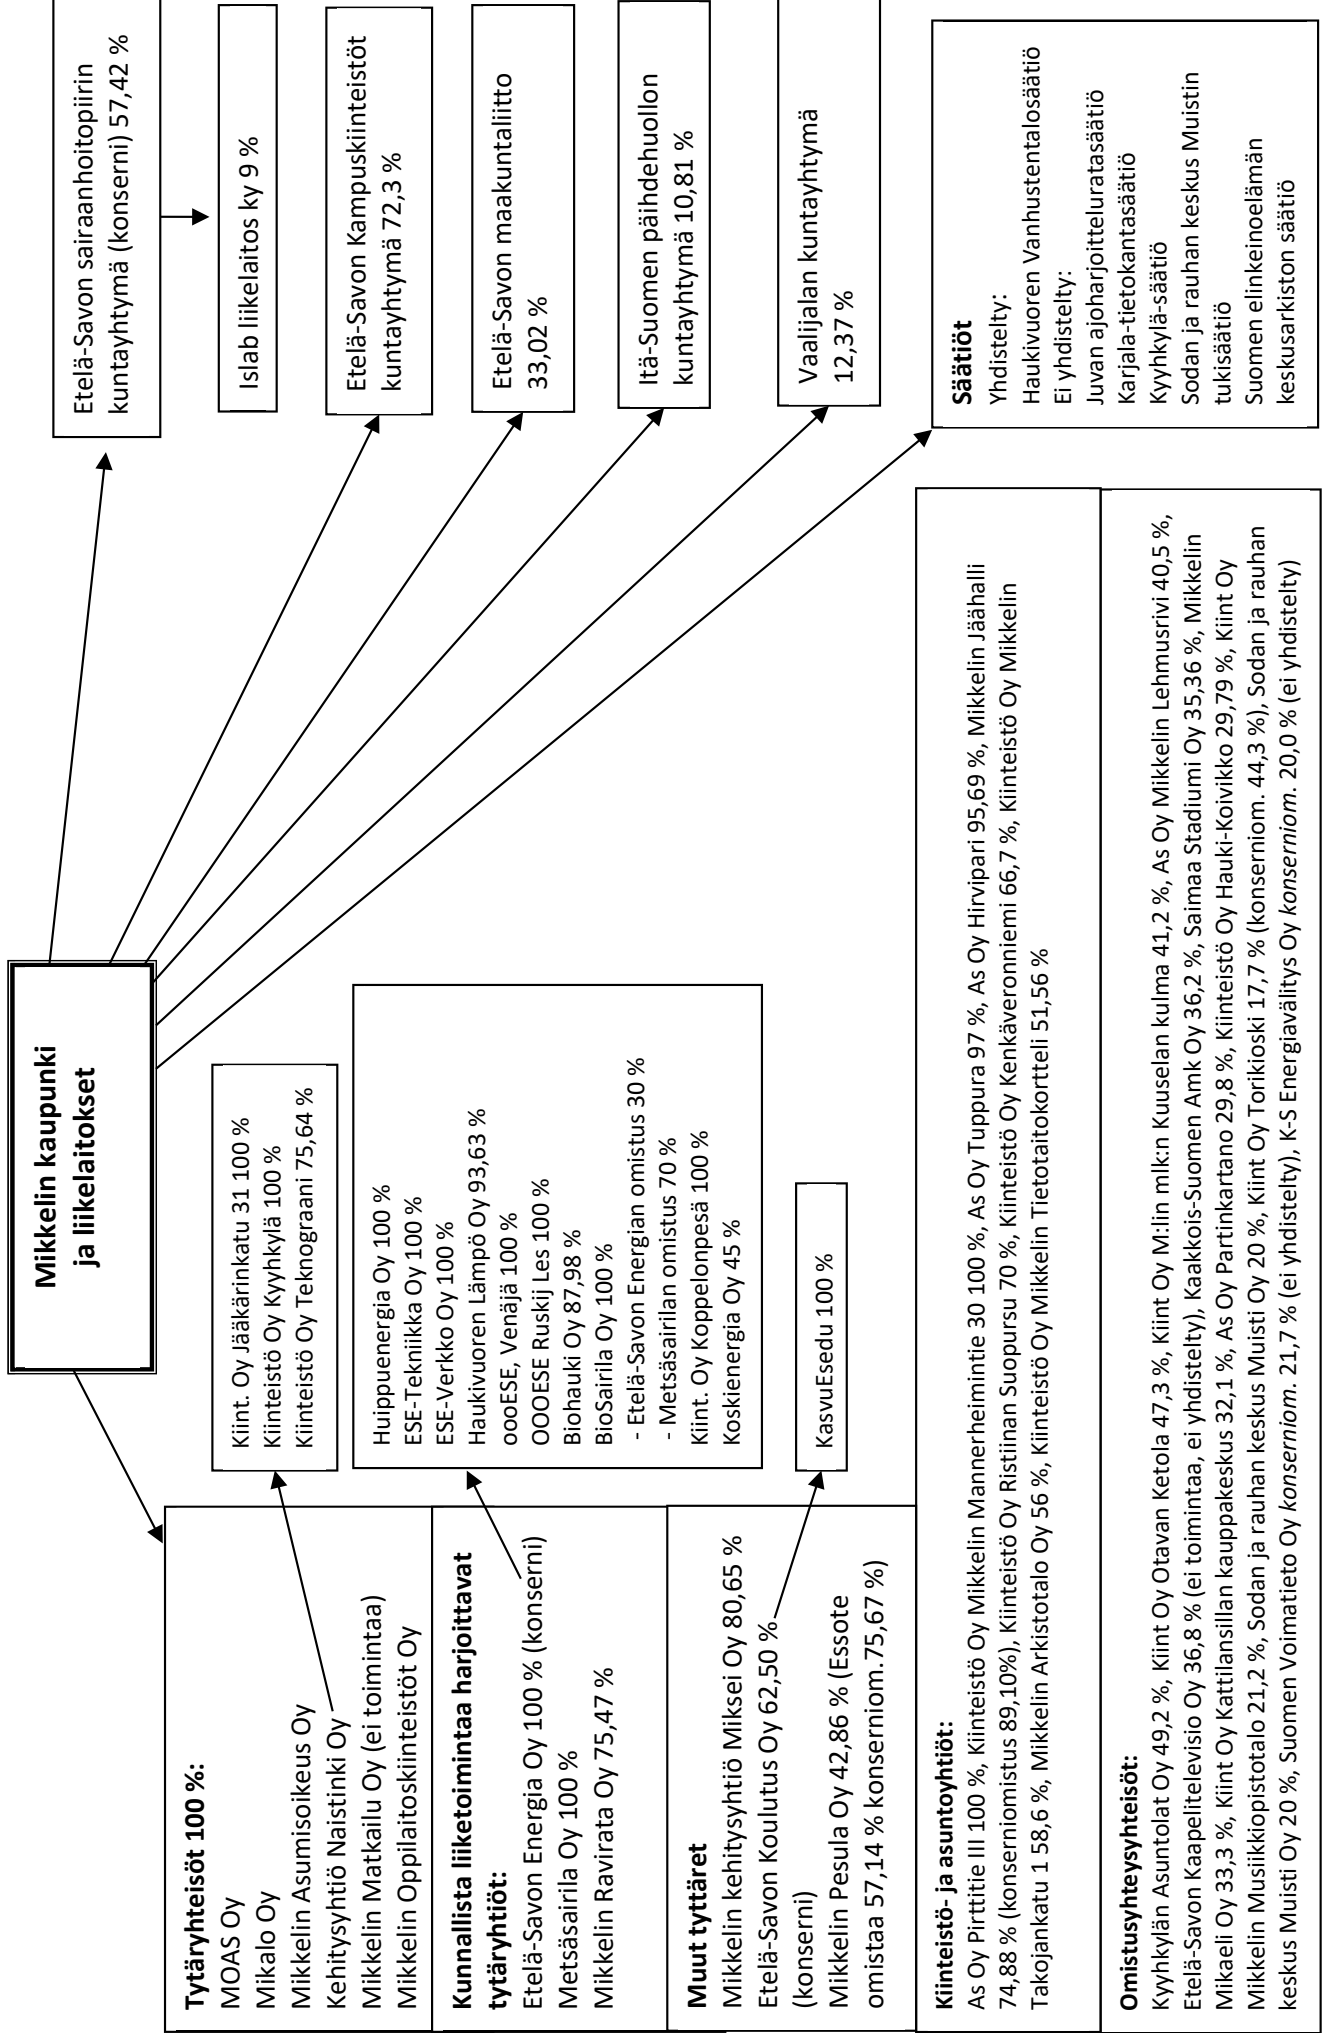 Mikkelin kaupunki
ja liikelaitokset
Etelä-Savon sairaanhoitopiirin
kuntayhtymä (konserni) 57,42 %
Islab liikelaitos ky 9 %
Etelä-Savon Kampuskiinteistöt
kuntayhtymä 72,3 %
Etelä-Savon maakuntaliitto
33,02 %
Itä-Suomen päihdehuollon
kuntayhtymä 10,81 %
Vaalijalan kuntayhtymä
12,37 %
Säätiöt
Yhdistelty:
Haukivuoren Vanhustentalosäätiö
Ei yhdistelty:
Juvan ajoharjoitteluratasäätiö
Karjala-tietokantasäätiö
Kyyhkylä-säätiö
Sodan ja rauhan keskus Muistin
tukisäätiö
Suomen elinkeinoelämän
keskusarkiston säätiö
Tytäryhteisöt 100 %:
MOAS Oy
Mikalo Oy
Mikkelin Asumisoikeus Oy
Kehitysyhtiö Naistinki Oy
Mikkelin Matkailu Oy (ei toimintaa)
Mikkelin Oppilaitoskiinteistöt Oy
Kiint. Oy Jääkärinkatu 31 100 %
Kiinteistö Oy Kyyhkylä 100 %
Kiinteistö Oy Teknograani 75,64 %
Kunnallista liiketoimintaa harjoittavat
tytäryhtiöt:
Etelä-Savon Energia Oy 100 % (konserni)
Metsäsairila Oy 100 %
Mikkelin Ravirata Oy 75,47 %
Huippuenergia Oy 100 %
ESE-Tekniikka Oy 100 %
ESE-Verkko Oy 100 %
Haukivuoren Lämpö Oy 93,63 %
oooESE, Venäjä 100 %
OOOESE Ruskij Les 100 %
Biohauki Oy 87,98 %
BioSairila Oy 100 %
- Etelä-Savon Energian omistus 30 %
- Metsäsairilan omistus 70 %
Kiint. Oy Koppelonpesä 100 %
Koskienergia Oy 45 %
Muut tyttäret
Mikkelin kehitysyhtiö Miksei Oy 80,65 %
Etelä-Savon Koulutus Oy 62,50 %
(konserni)
Mikkelin Pesula Oy 42,86 % (Essote
omistaa 57,14 % konserniom.75,67 %)
KasvuEsedu 100 %
Kiinteistö- ja asuntoyhtiöt:
As Oy Pirttitie III 100 %, Kiinteistö Oy Mikkelin Mannerheimintie 30 100 %, As Oy Tuppura 97 %, As Oy Hirvipari 95,69 %, Mikkelin Jäähalli
74,88 % (konserniomistus 89,10%), Kiinteistö Oy Ristiinan Suopursu 70 %, Kiinteistö Oy Kenkäveronniemi 66,7 %, Kiinteistö Oy Mikkelin
Takojankatu 1 58,6 %, Mikkelin Arkistotalo Oy 56 %, Kiinteistö Oy Mikkelin Tietotaitokortteli 51,56 %
Omistusyhteysyhteisöt:
Kyyhkylän Asuntolat Oy 49,2 %, Kiint Oy Otavan Ketola 47,3 %, Kiint Oy M:lin mlk:n Kuuselan kulma 41,2 %, As Oy Mikkelin Lehmusrivi 40,5 %,
Etelä-Savon Kaapelitelevisio Oy 36,8 % (ei toimintaa, ei yhdistelty), Kaakkois-Suomen Amk Oy 36,2 %, Saimaa Stadiumi Oy 35,36 %, Mikkelin
Mikaeli Oy 33,3 %, Kiint Oy Kattilansillan kauppakeskus 32,1 %, As Oy Partinkartano 29,8 %, Kiinteistö Oy Hauki-Koivikko 29,79 %, Kiint Oy
Mikkelin Musiikkiopistotalo 21,2 %, Sodan ja rauhan keskus Muisti Oy 20 %, Kiint Oy Torikioski 17,7 % (konserniom. 44,3 %), Sodan ja rauhan
keskus Muisti Oy 20 %, Suomen Voimatieto Oy konserniom. 21,7 % (ei yhdistelty), K-S Energiavälitys Oy konserniom. 20,0 % (ei yhdistelty)